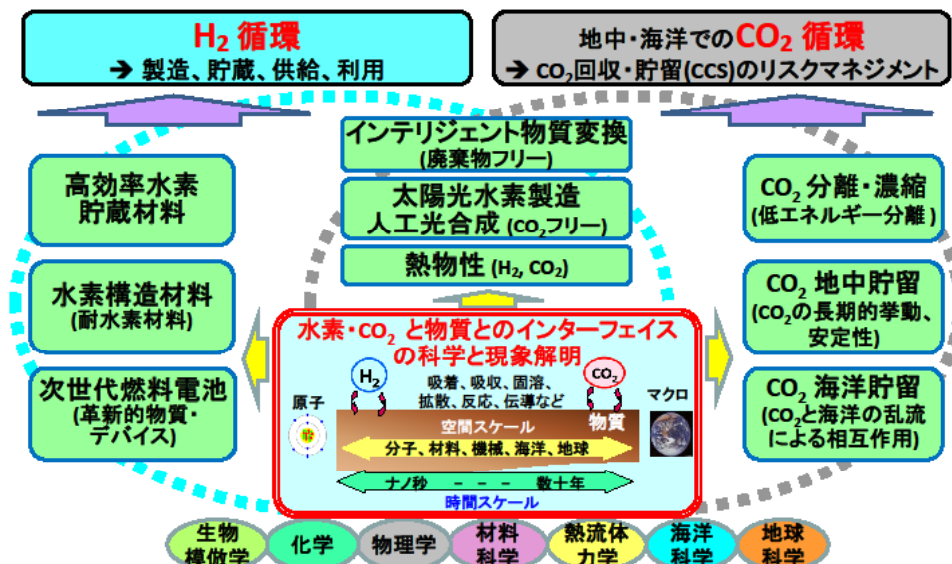 H₂ 循環
➔ 製造、貯蔵、供給、利用
地中・海洋でのCO₂ 循環
➔ CO₂回収・貯留(CCS)のリスクマネジメント
インテリジェント物質変換
(廃棄物フリー)
太陽光水素製造
人工光合成 (CO₂フリー)
熱物性 (H₂, CO₂)
高効率水素
貯蔵材料
水素構造材料
(耐水素材料)
次世代燃料電池
(革新的物質・
デバイス)
CO₂ 分離・濃縮
(低エネルギー分離)
CO₂ 地中貯留
(CO₂の長期的挙動、
安定性)
CO₂ 海洋貯留
(CO₂と海洋の乱流
による相互作用)
水素・CO₂ と物質とのインターフェイス
の科学と現象解明
H₂
吸着、吸収、固溶、
拡散、反応、伝導など
CO₂
原子
物質
マクロ
空間スケール
分子、材料、機械、海洋、地球
ナノ秒 - - - 数十年
時間スケール
生物
模倣学
化学
物理学
材料
科学
熱流体
力学
海洋
科学
地球
科学